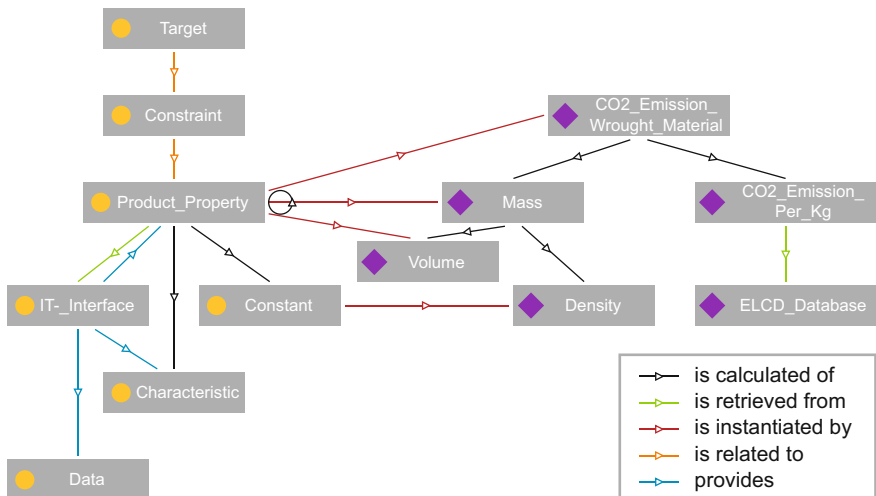 Target
Constraint
CO2_Emission_
Wrought_Material
Product_Property
Mass
CO2_Emission_
Per_Kg
Volume
IT-_Interface
Constant
Density
ELCD_Database
Characteristic
Data
is calculated of
is retrieved from
is instantiated by
is related to
provides